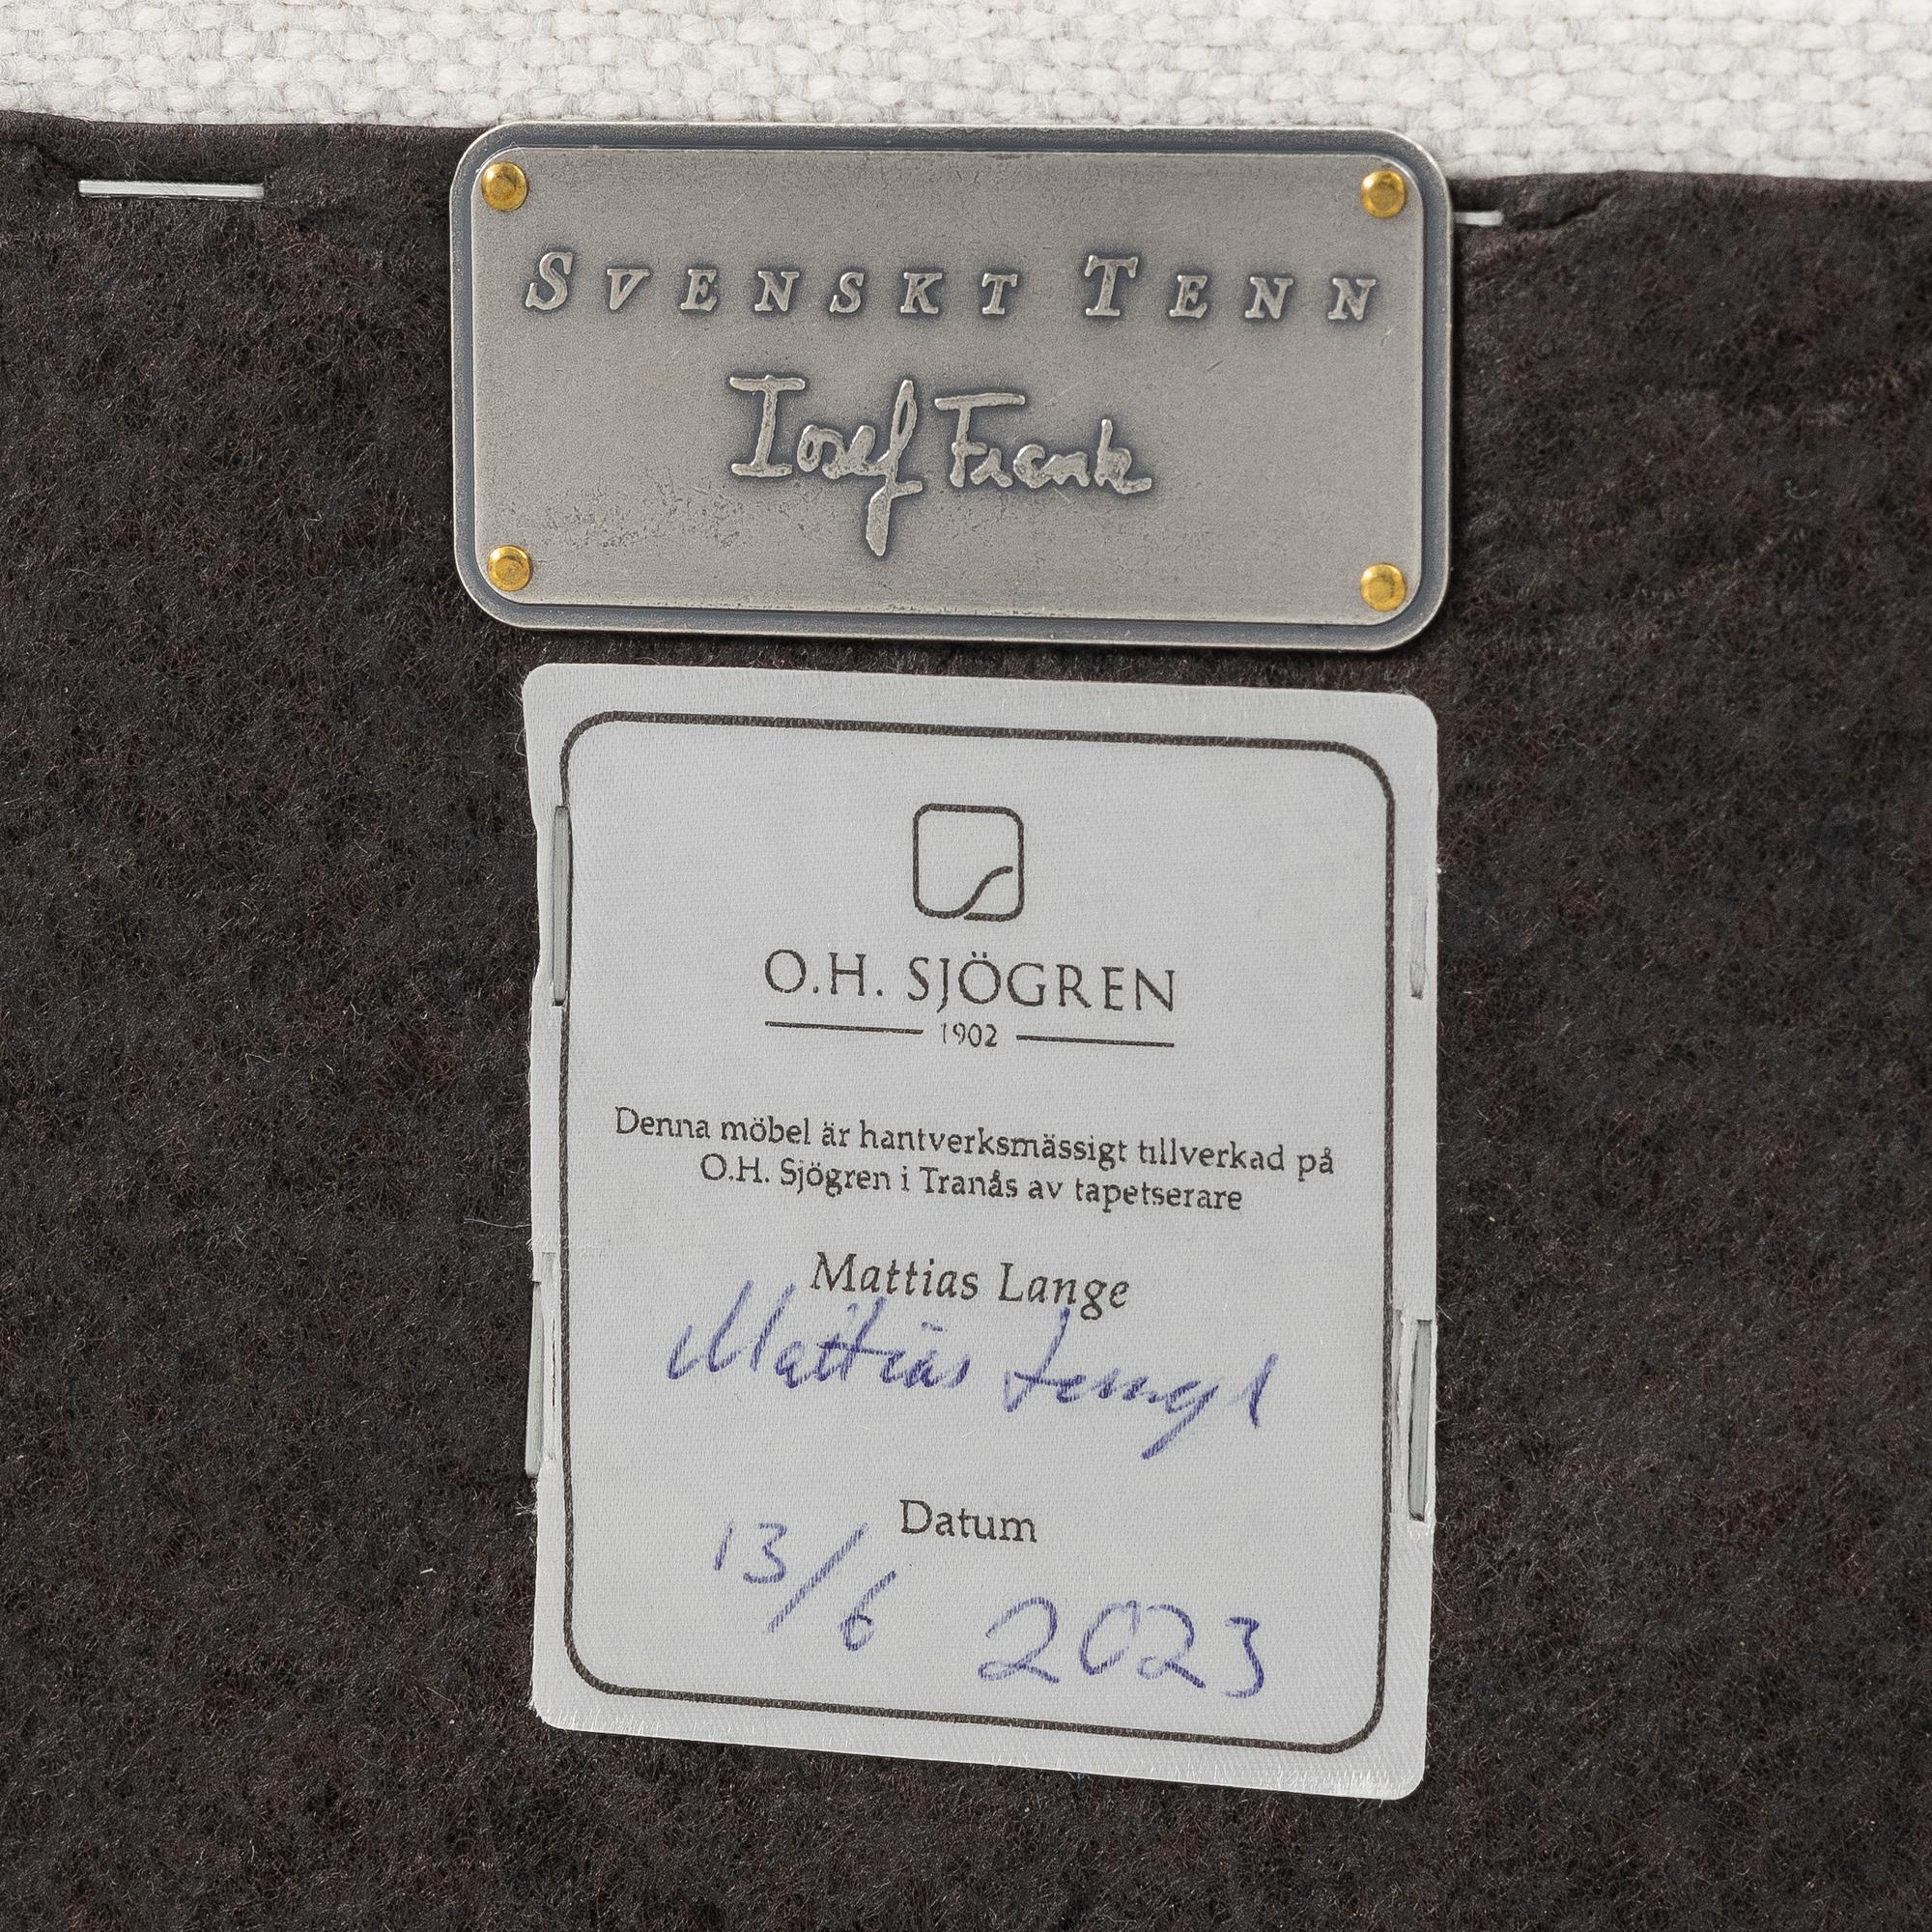 SVENSKT TENN
Josef Frank
O.H. SJÖGREN
1902
Denna möbel är hantverksmässigt tillverkad på
O.H. Sjögren i Tranås av tapetserare
Mattias Lange
Mattias Lange
Datum
13/6 2023